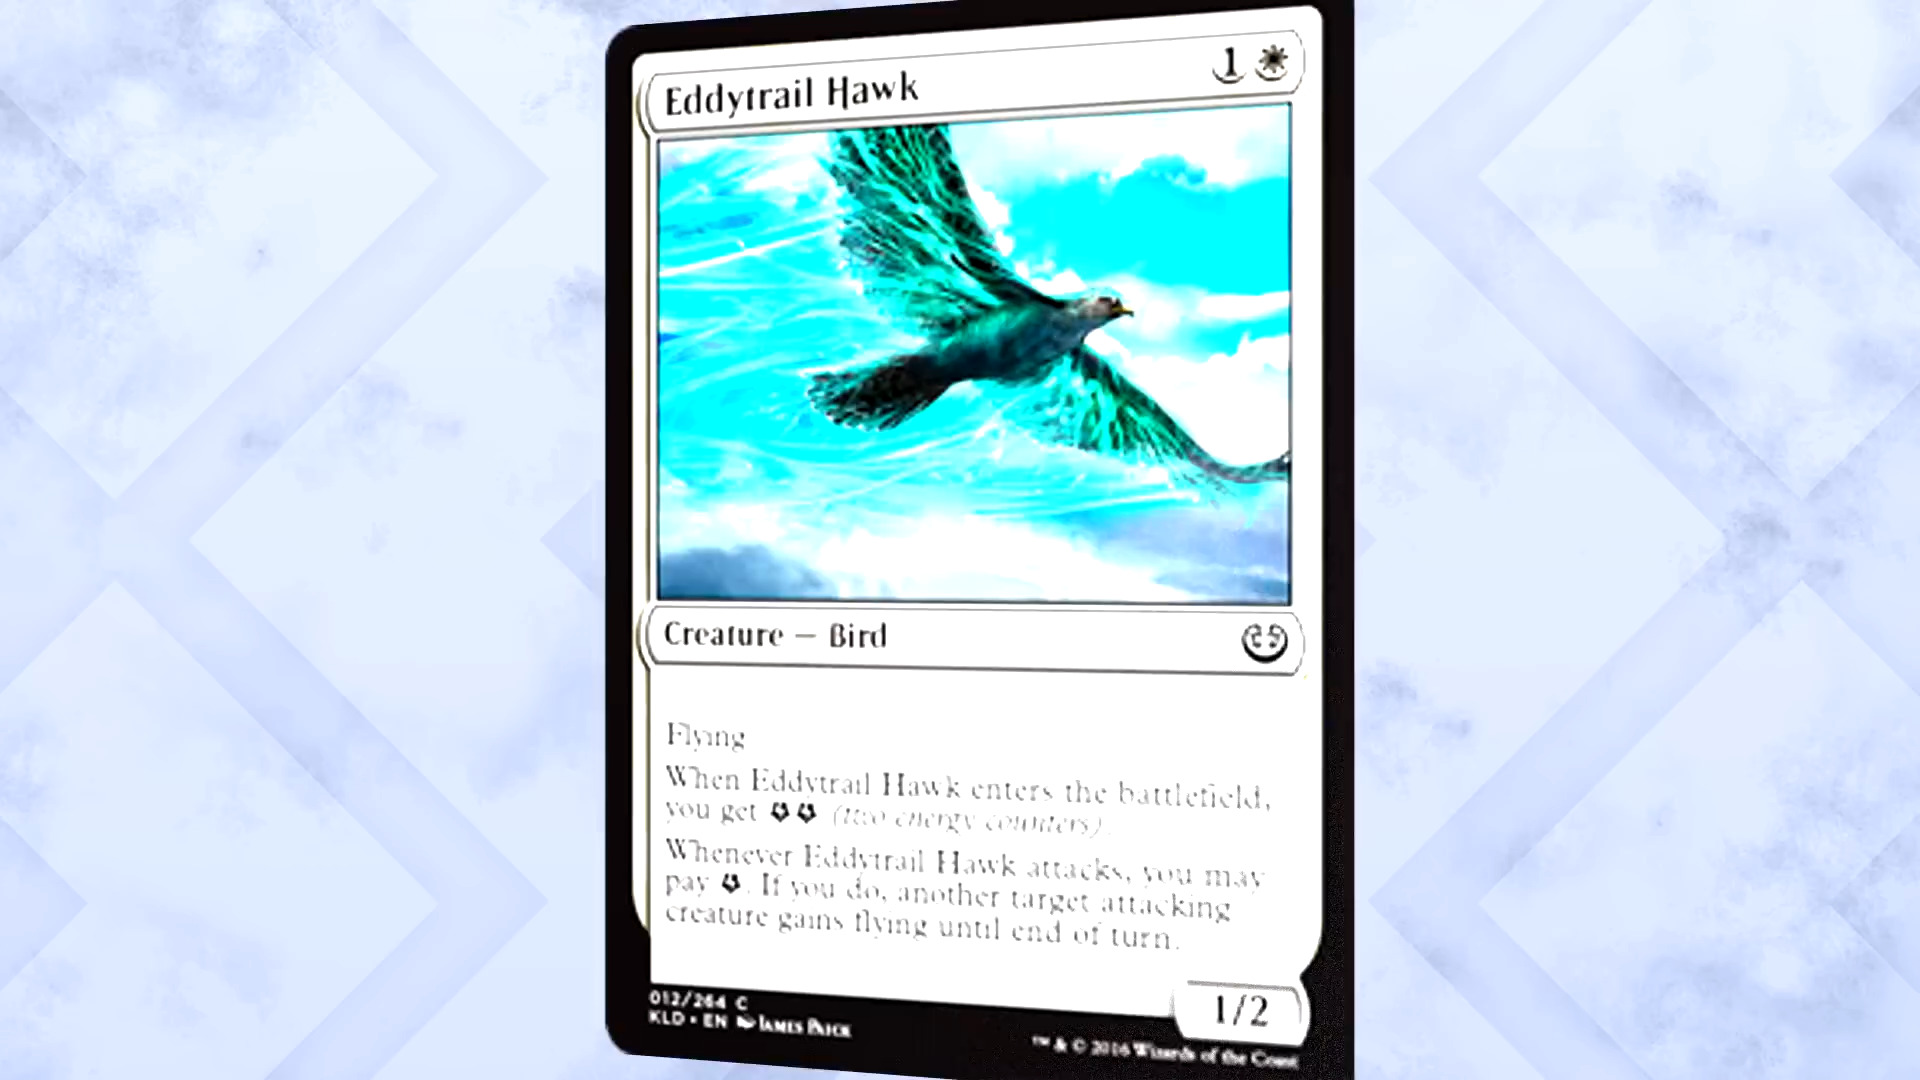 Eddytrail Hawk 1
Creature — Bird
Flying
When Eddytrail Hawk enters the battlefield,
you get (two energy counters).
Whenever Eddytrail Hawk attacks, you may
pay . If you do, another target attacking
creature gains flying until end of turn.
1/2
012/264 C
KLD • EN James Paick
™ & © 2016 Wizards of the Coast